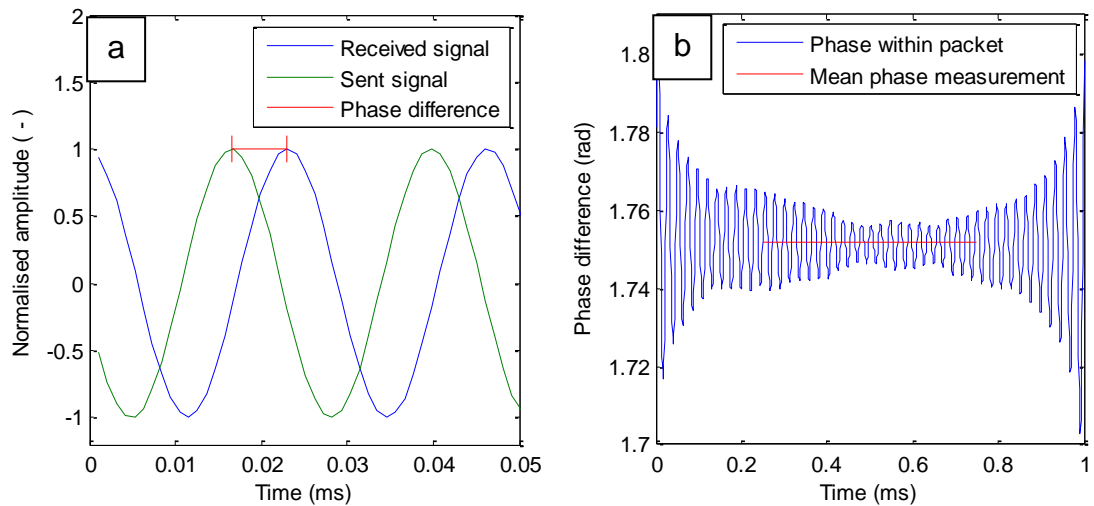 a
Received signal
Sent signal
Phase difference
2
1.5
1
0.5
0
-0.5
-1
Normalised amplitude ( - )
0
0.01
0.02
0.03
0.04
0.05
Time (ms)
b
Phase within packet
Mean phase measurement
1.8
1.78
1.76
1.74
1.72
1.7
Phase difference (rad)
0
0.2
0.4
0.6
0.8
1
Time (ms)